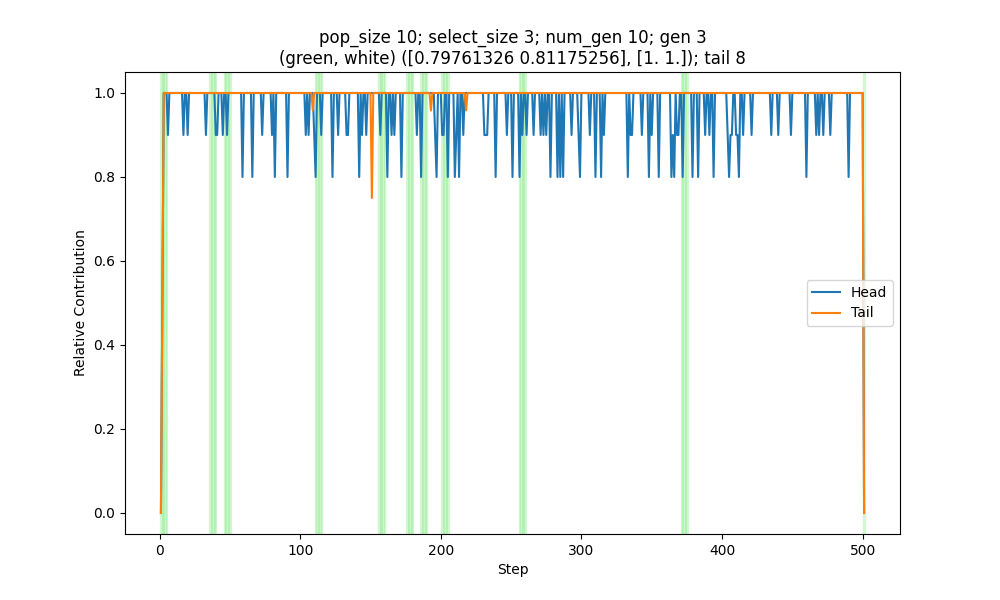 pop_size 10; select_size 3; num_gen 10; gen 3
(green, white) ([0.79761326 0.81175256], [1. 1.]); tail 8
Relative Contribution
1.0
0.8
0.6
0.4
0.2
0.0
Head
Tail
0 100 200 300 400 500
Step